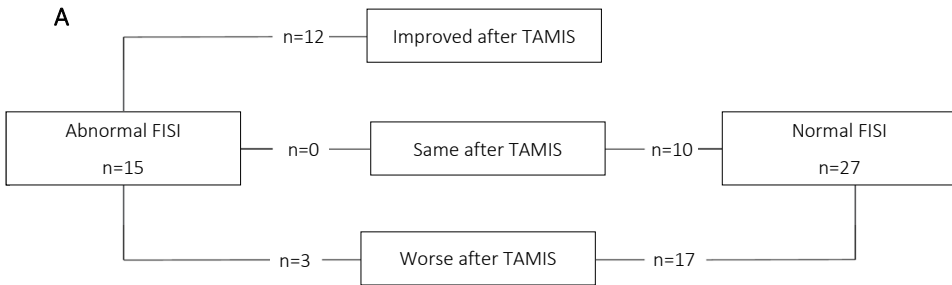 A
n=12
Improved after TAMIS
Abnormal FISI
n=15
n=0
Same after TAMIS
n=10
Normal FISI
n=27
n=3
Worse after TAMIS
n=17